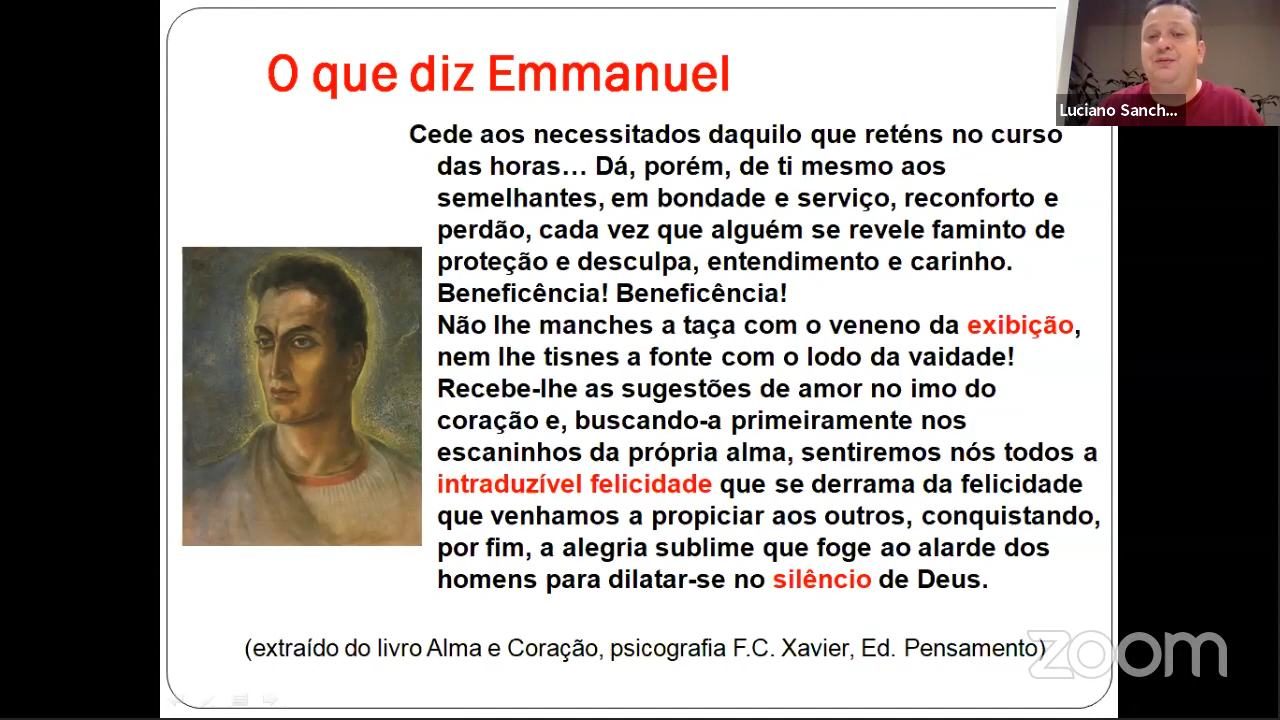 O que diz Emmanuel
Luciano Sanch...
Cede aos necessitados daquilo que reténs no curso
das horas... Dá, porém, de ti mesmo aos
semelhantes, em bondade e serviço, reconforto e
perdão, cada vez que alguém se revele faminto de
proteção e desculpa, entendimento e carinho.
Beneficência! Beneficência!
Não lhe manches a taça com o veneno da exibição,
nem lhe tisnes a fonte com o lodo da vaidade!
Recebe-lhe as sugestões de amor no imo do
coração e, buscando-a primeiramente nos
escaninhos da própria alma, sentiremos nós todos a
intraduzível felicidade que se derrama da felicidade
que venhamos a propiciar aos outros, conquistando,
por fim, a alegria sublime que foge ao alarde dos
homens para dilatar-se no silêncio de Deus.
(extraído do livro Alma e Coração, psicografia F.C. Xavier, Ed. Pensamento)
zoom